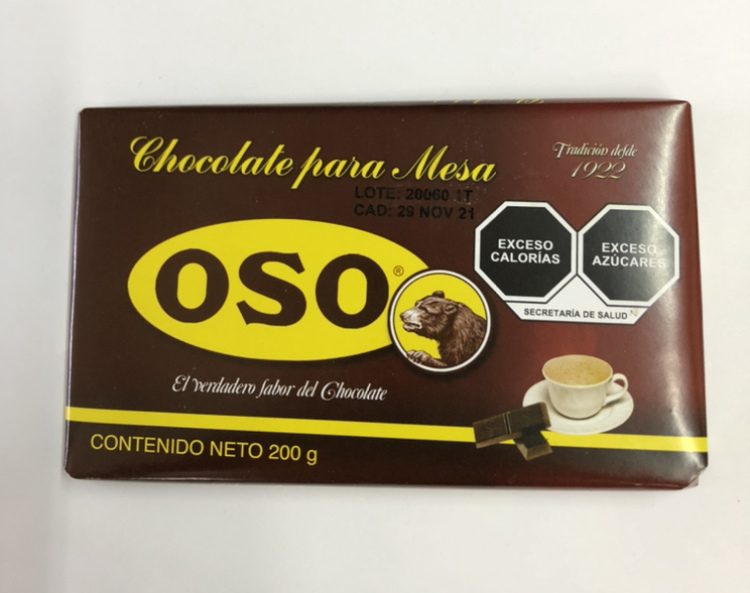 Chocolate para Mesa
Tradición desde
1922
LOTE: 20060 1T
CAD: 29 NOV 21
OSO®
EXCESO
CALORÍAS
EXCESO
AZÚCARES
SECRETARÍA DE SALUD
El verdadero sabor del Chocolate
CONTENIDO NETO 200 g